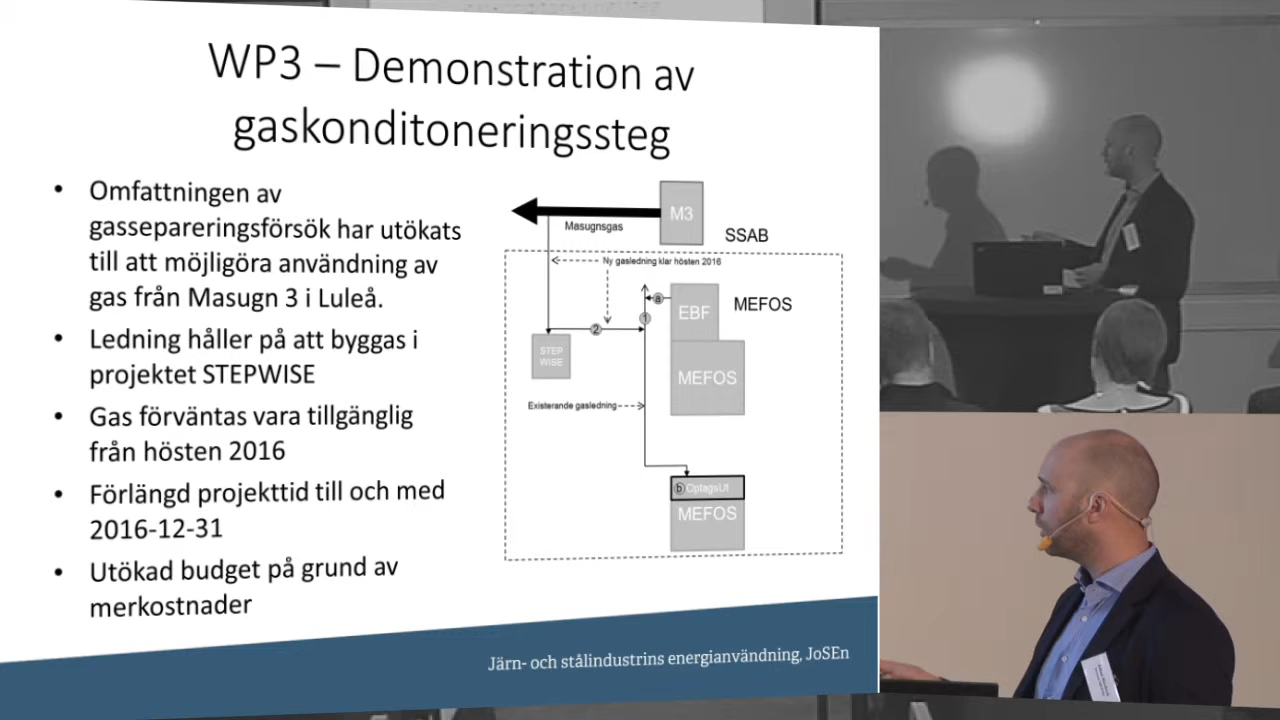 WP3 – Demonstration av
gaskonditoneringssteg
• Omfattningen av
gassepareringsförsök har utökats
till att möjligöra användning av
gas från Masugn 3 i Luleå.
• Ledning håller på att byggas i
projektet STEPWISE
• Gas förväntas vara tillgänglig
från hösten 2016
• Förlängd projekttid till och med
2016-12-31
• Utökad budget på grund av
merkostnader
M3
Masugnsgas
SSAB
Ny gasledning klar hösten 2016
a
EBF
MEFOS
1
2
STEP
WISE
MEFOS
Existerande gasledning
b OptagsUt
MEFOS
Järn- och stålindustrins energianvändning, JoSEn